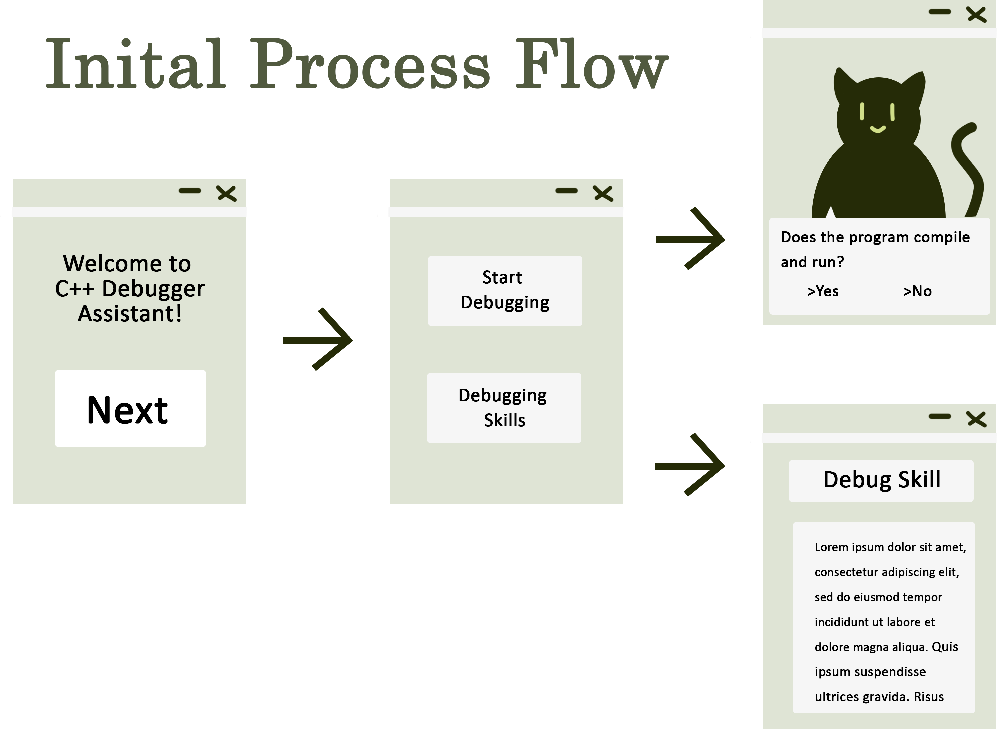 Inital Process Flow
Welcome to
C++ Debugger
Assistant!
Next
Start
Debugging
Debugging
Skills
Does the program compile
and run?
>Yes >No
Debug Skill
Lorem ipsum dolor sit amet,
consectetur adipiscing elit,
sed do eiusmod tempor
incididunt ut labore et
dolore magna aliqua. Quis
ipsum suspendisse
ultrices gravida. Risus